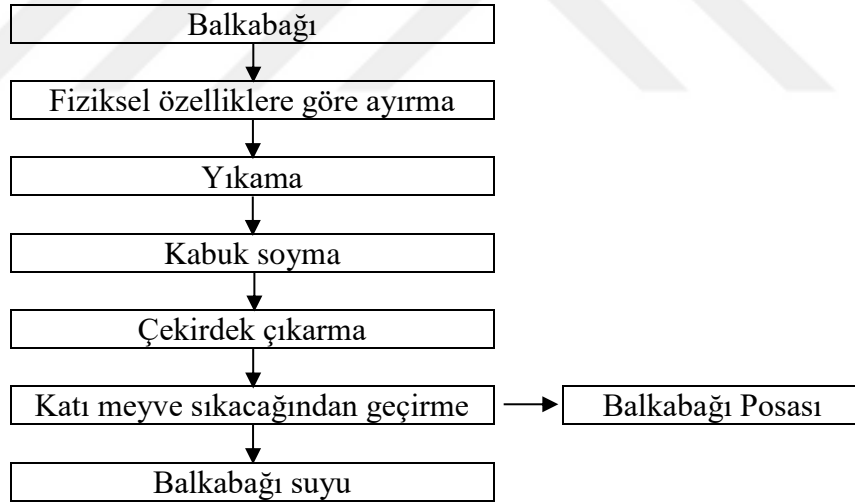 Balkabağı
Fiziksel özelliklere göre ayırma
Yıkama
Kabuk soyma
Çekirdek çıkarma
Katı meyve sıkacağından geçirme
Balkabağı Posası
Balkabağı suyu